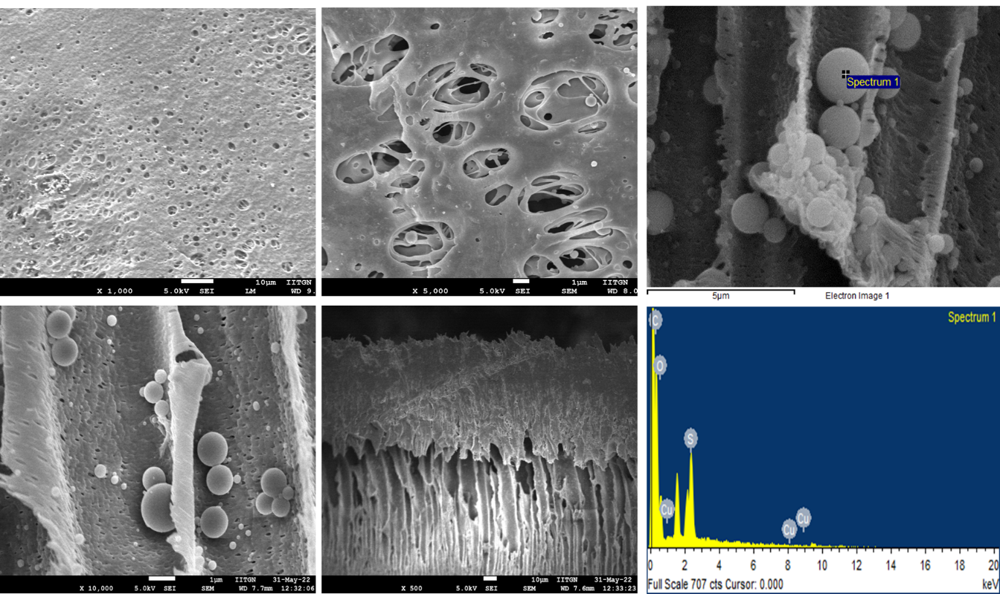 10µm IITGN
X 1,000 5.0kV SEI LM WD 9.
1µm IITGN
X 5,000 5.0kV SEI SEM WD 8.0
Spectrum 1
5µm Electron Image 1
1µm IITGN 31-May-22
X 10,000 5.0kV SEI SEM WD 7.7mm 12:32:06
10µm IITGN 31-May-22
X 500 5.0kV SEI SEM WD 7.6mm 12:33:23
Spectrum 1
C
O
S
Cu
Cu
Cu
0 2 4 6 8 10 12 14 16 18 20
Full Scale 707 cts Cursor: 0.000 keV